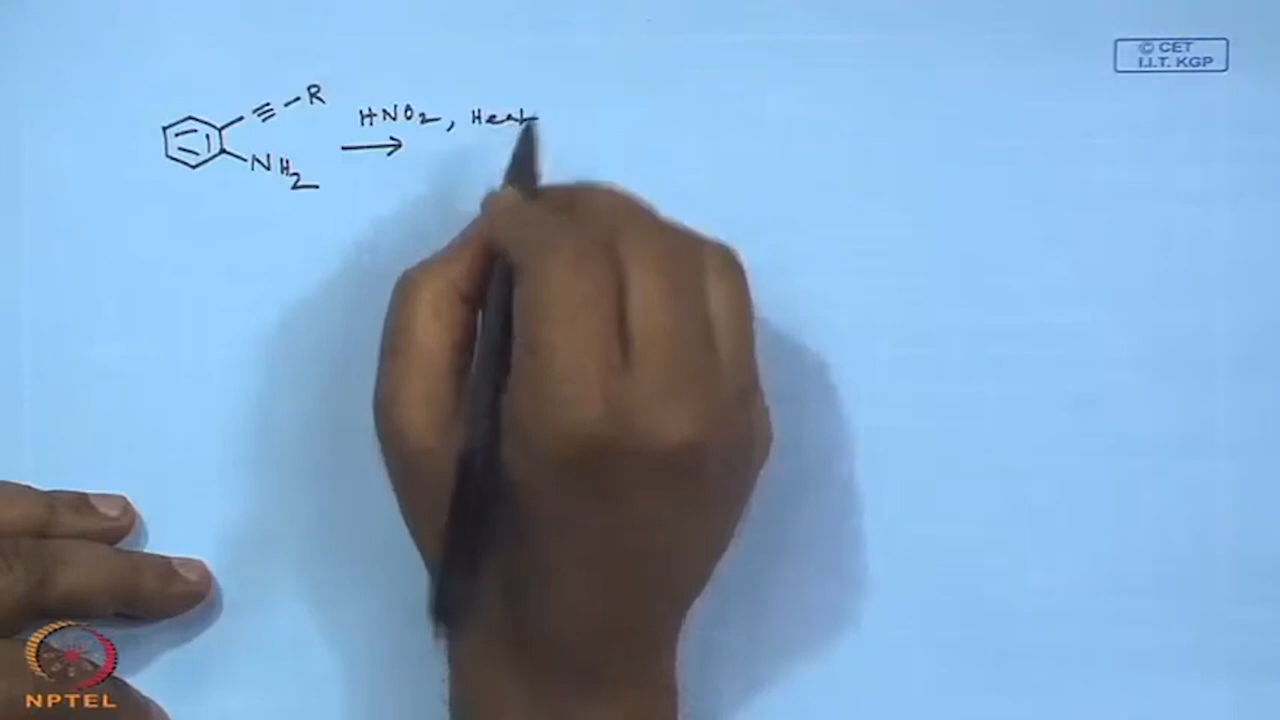 © CET
I.I.T. KGP
R
HNO2, Heat
NH2
NPTEL